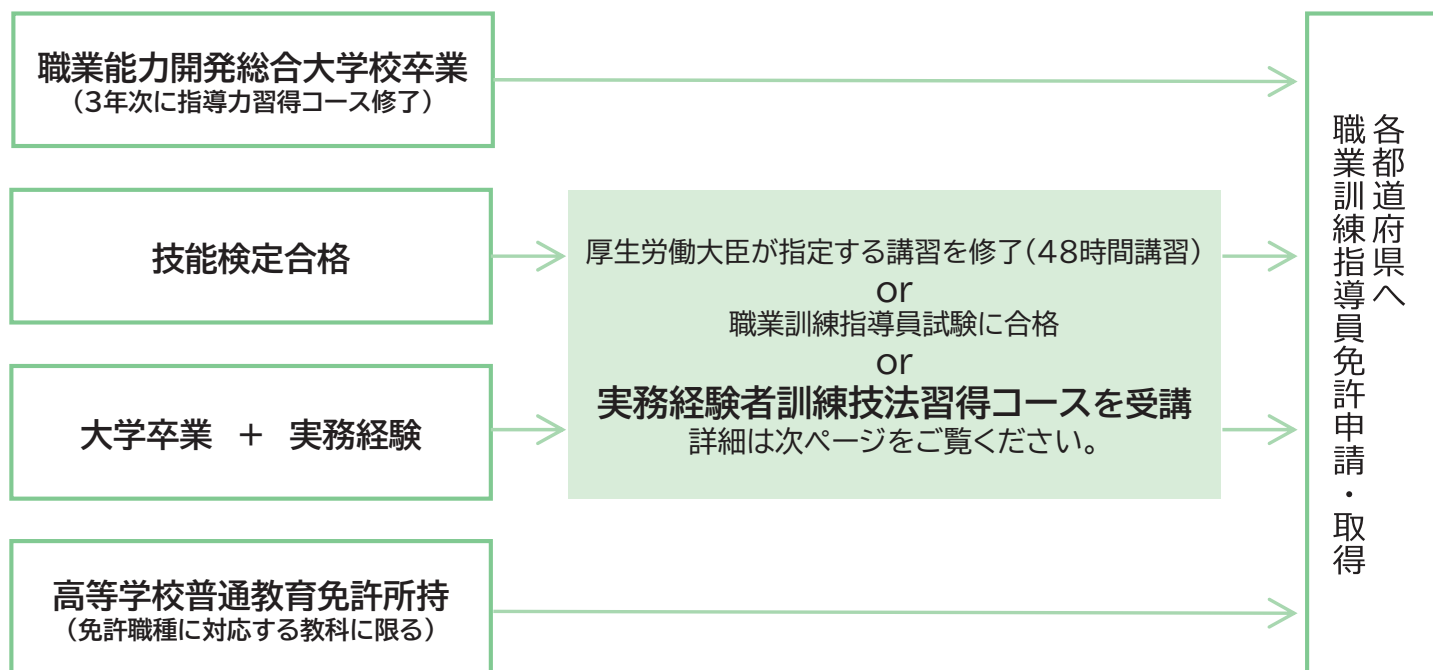 職業能力開発総合大学校卒業
（3年次に指導力習得コース修了）
技能検定合格
大学卒業 ＋ 実務経験
高等学校普通教育免許所持
（免許職種に対応する教科に限る）
厚生労働大臣が指定する講習を修了（48時間講習）
or
職業訓練指導員試験に合格
or
実務経験者訓練技法習得コースを受講
詳細は次ページをご覧ください。
各都道府県へ
職業訓練指導員免許申請・取得